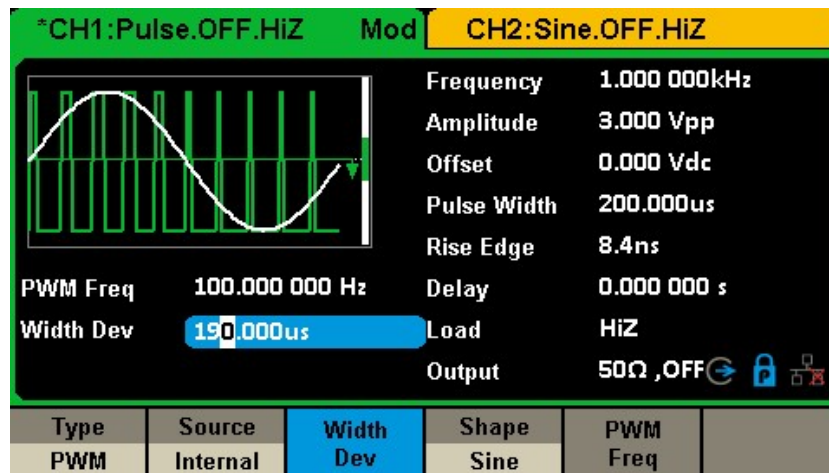 *CH1:Pulse.OFF.HiZ Mod CH2:Sine.OFF.HiZ
Frequency 1.000 000kHz
Amplitude 3.000 Vpp
Offset 0.000 Vdc
Pulse Width 200.000us
Rise Edge 8.4ns
PWM Freq 100.000 000 Hz Delay 0.000 000 s
Width Dev 190.000us Load HiZ
Output 50Ω ,OFF P
Type Source Width Dev Shape PWM Freq
PWM Internal Sine